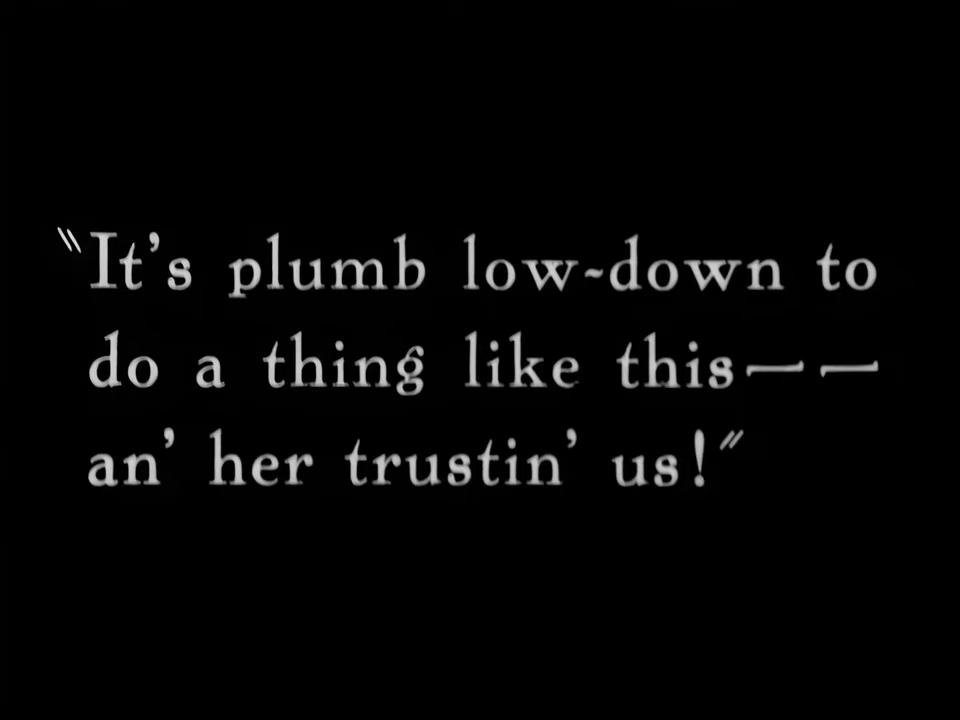 "It's plumb low-down to
do a thing like this——
an' her trustin' us!"